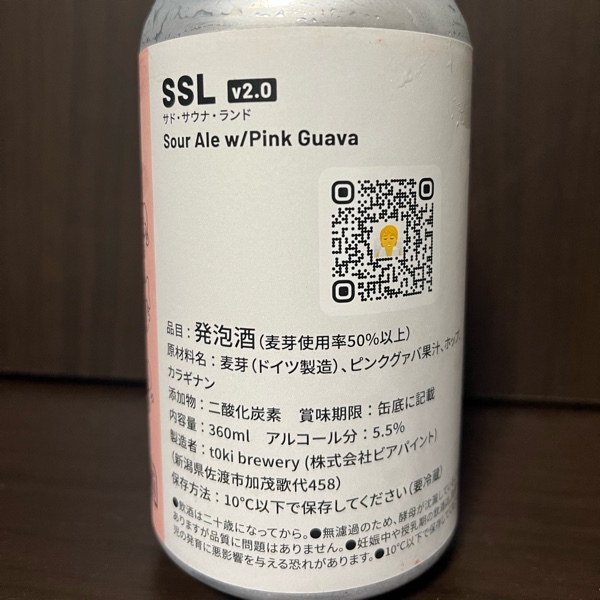 SSL v2.0
サド・サウナ・ランド
Sour Ale w/Pink Guava
品目：発泡酒（麦芽使用率50％以上）
原材料名：麦芽（ドイツ製造）、ピンクグァバ果汁、ホップ、
カラギナン
添加物：二酸化炭素 賞味期限：缶底に記載
内容量：360ml アルコール分：5.5％
製造者：t0ki brewery（株式会社ビアパイント）
（新潟県佐渡市加茂歌代458）
保存方法：10℃以下で保存してください（要冷蔵）
●飲酒は二十歳になってから。●無濾過のため、酵母が沈澱
ありますが品質に問題はありません。●妊娠中や授乳期の飲酒は
児の発育に悪影響を与える恐れがあります。●10℃以下で保存して